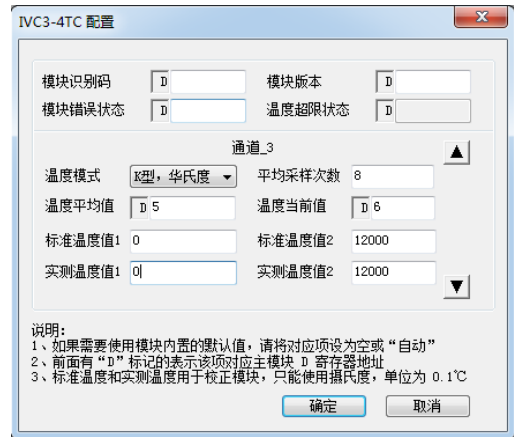 IVC3-4TC 配置
模块识别码 D 模块版本 D
模块错误状态 D 温度超限状态 D
通道_3
温度模式 K型，华氏度 平均采样次数 8
温度平均值 D 5 温度当前值 D 6
标准温度值1 0 标准温度值2 12000
实测温度值1 0 实测温度值2 12000
说明:
1、如果需要使用模块内置的默认值，请将对应项设为空或“自动”
2、前面有“D”标记的表示该项对应主模块 D 寄存器地址
3、标准温度和实测温度用于校正模块，只能使用摄氏度，单位为 0.1℃
确定 取消